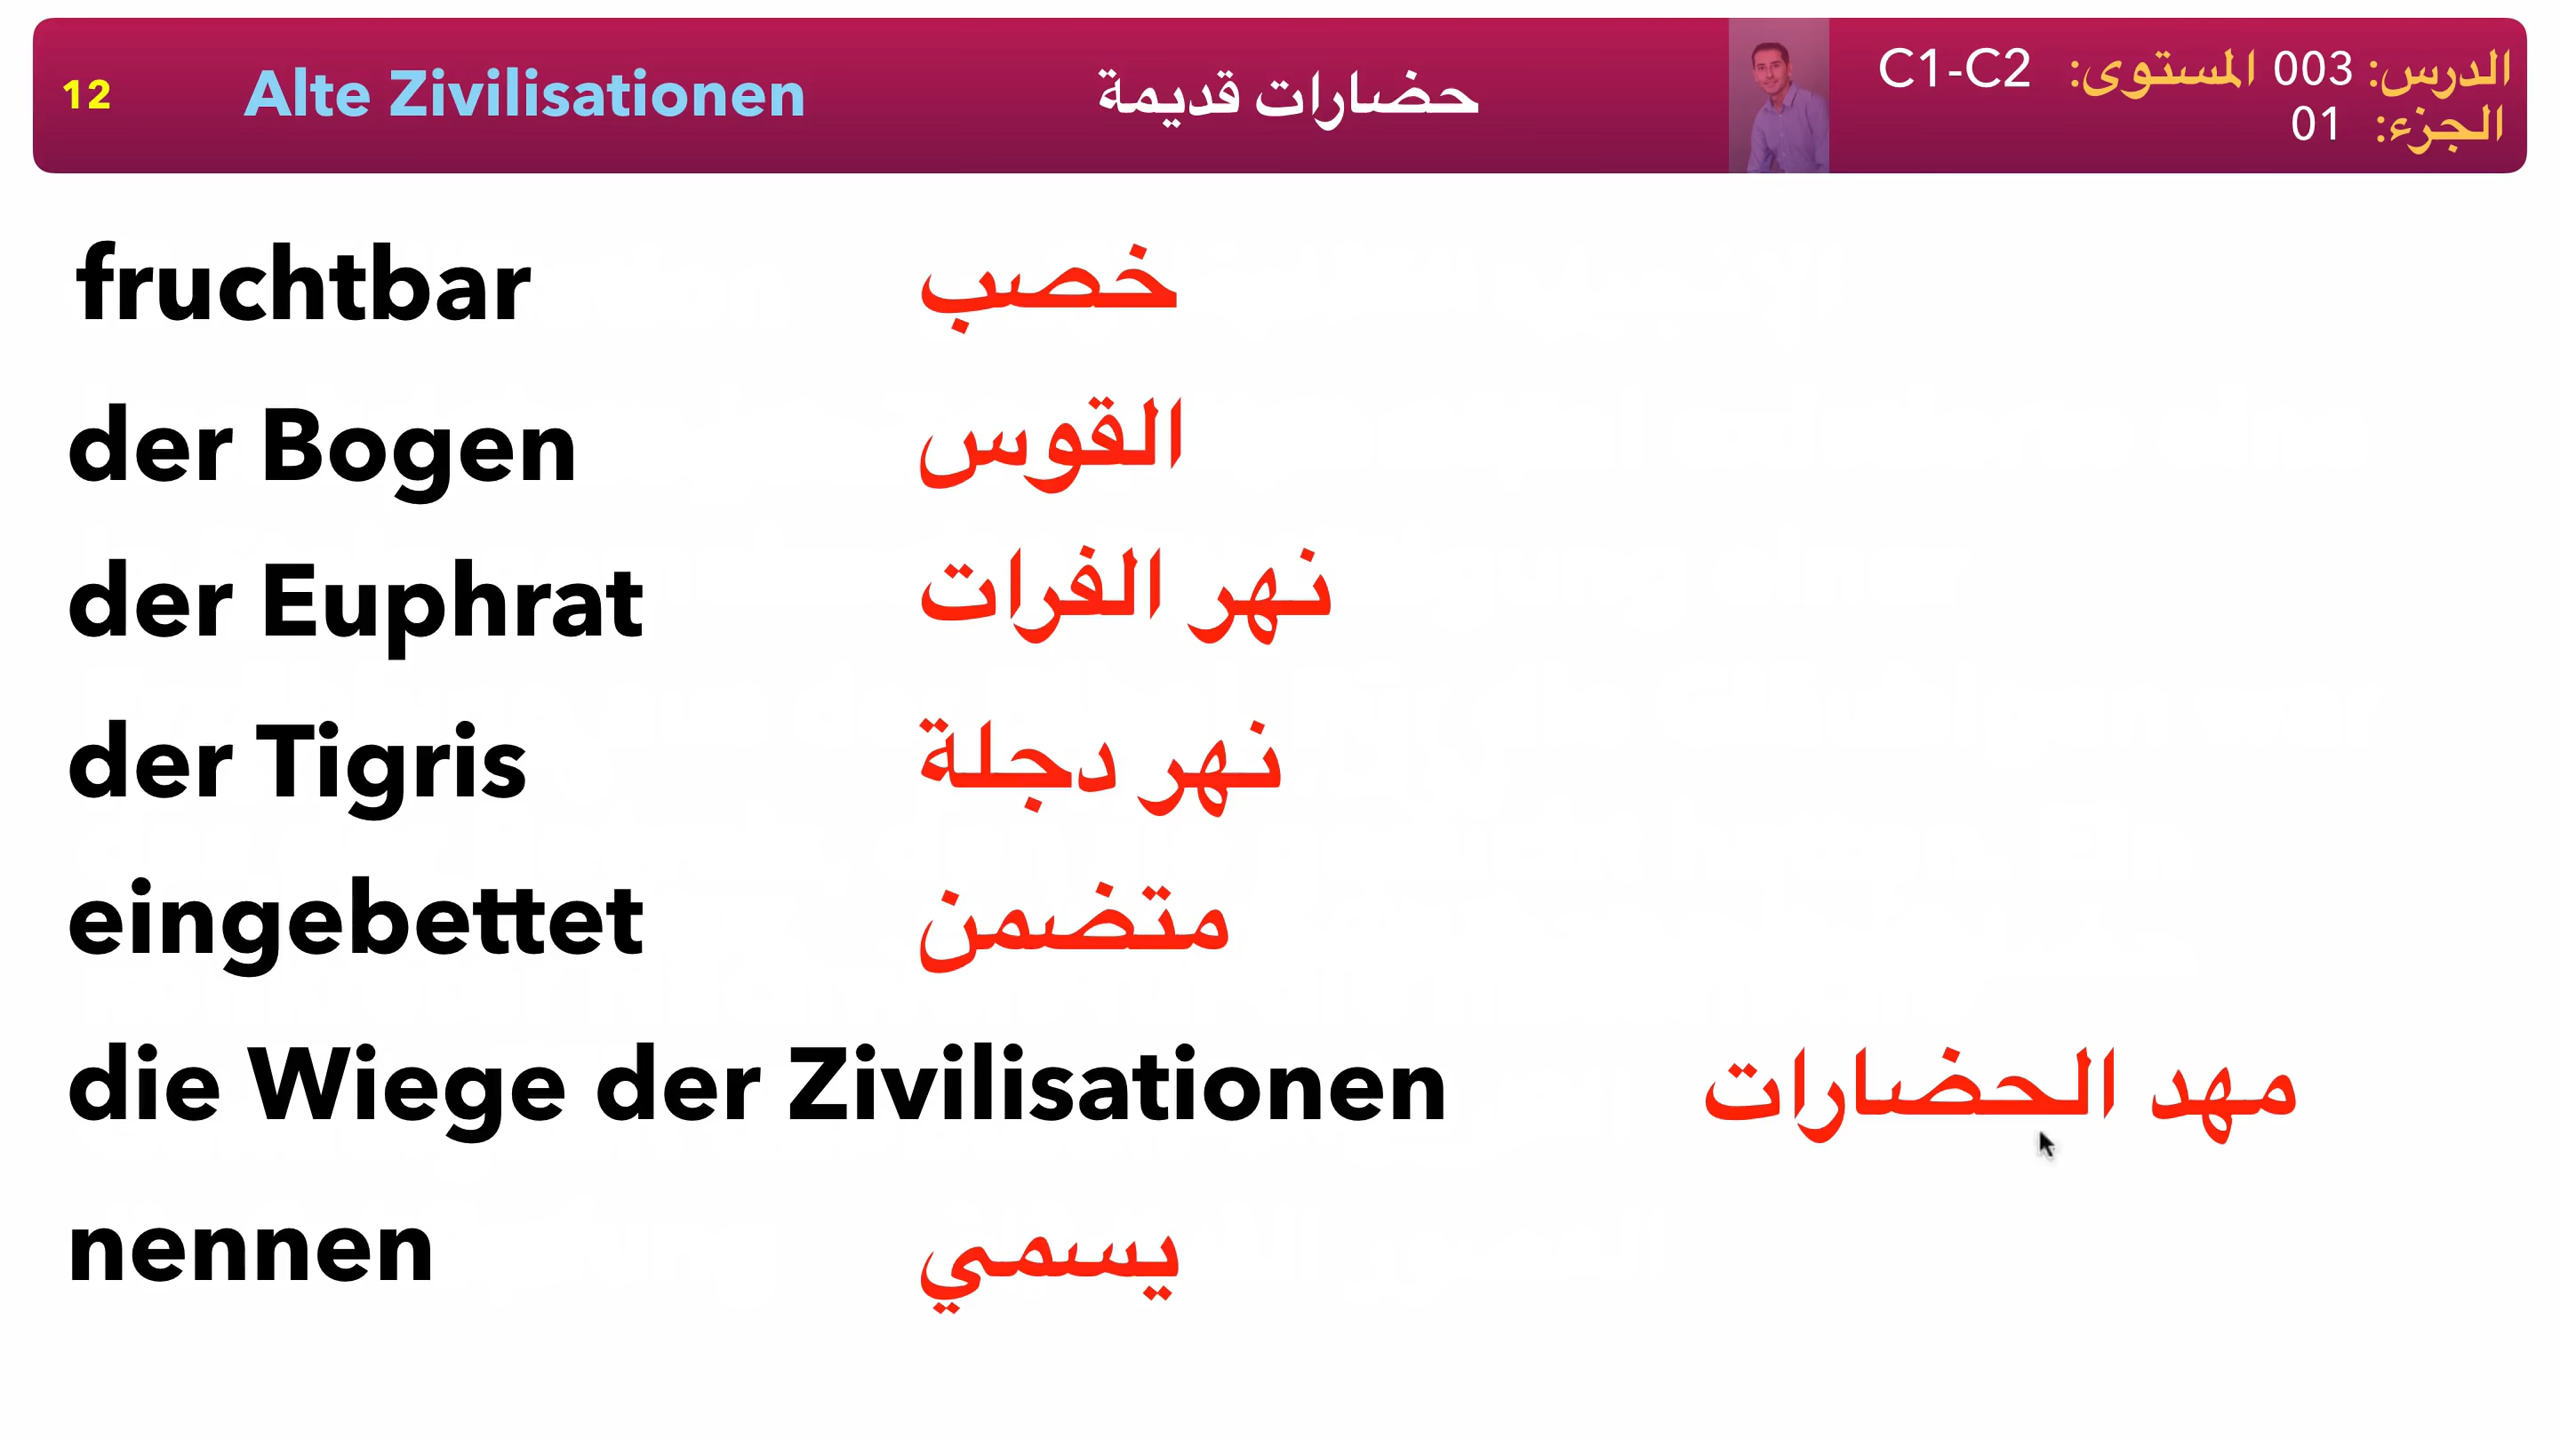 12 Alte Zivilisationen حضارات قديمة
الدرس: 003 المستوى: C1-C2
الجزء: 01
fruchtbar خصب
der Bogen القوس
der Euphrat نهر الفرات
der Tigris نهر دجلة
eingebettet متضمن
die Wiege der Zivilisationen مهد الحضارات
nennen يسمي